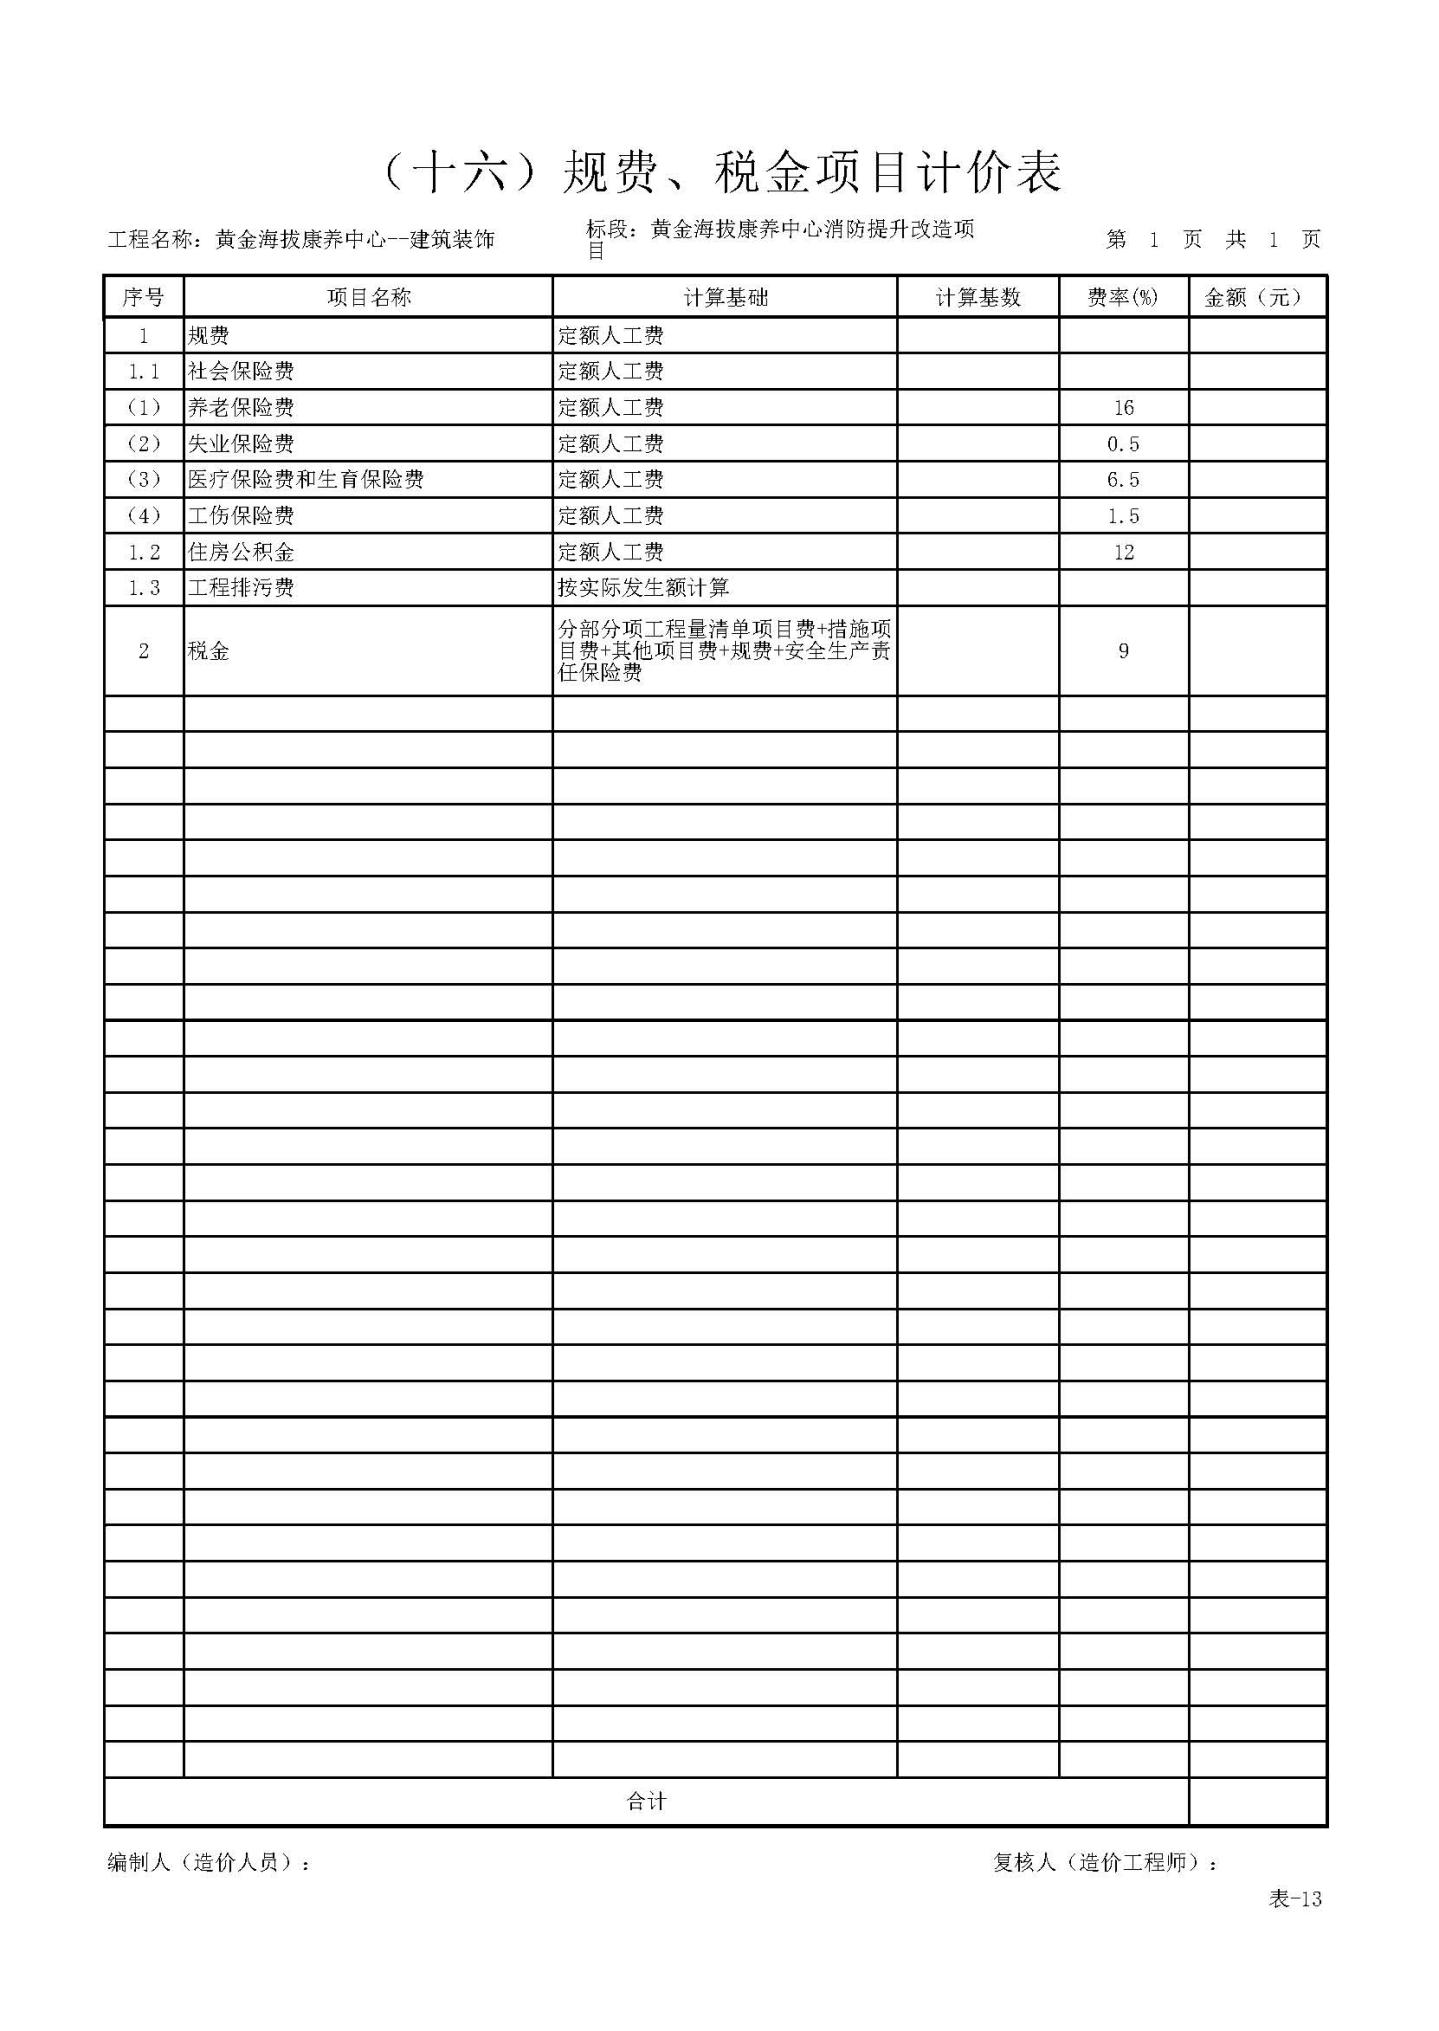 （十六）规费、税金项目计价表
工程名称：黄金海拔康养中心--建筑装饰
标段：黄金海拔康养中心消防提升改造项
目
第 1 页 共 1 页
序号 项目名称 计算基础 计算基数 费率(%) 金额（元）
1 规费 定额人工费
1.1 社会保险费 定额人工费
（1） 养老保险费 定额人工费 16
（2） 失业保险费 定额人工费 0.5
（3） 医疗保险费和生育保险费 定额人工费 6.5
（4） 工伤保险费 定额人工费 1.5
1.2 住房公积金 定额人工费 12
1.3 工程排污费 按实际发生额计算
2 税金 分部分项工程量清单项目费+措施项
目费+其他项目费+规费+安全生产责
任保险费 9
合计
编制人（造价人员）： 复核人（造价工程师）：
表-13